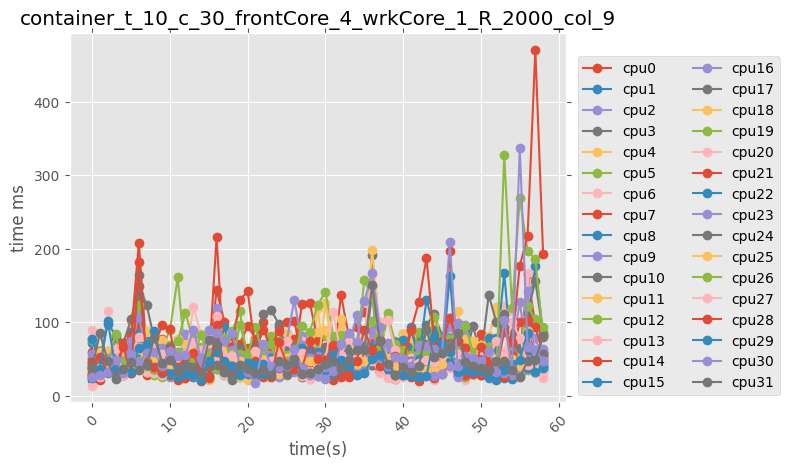 container_t_10_c_30_frontCore_4_wrkCore_1_R_2000_col_9
time ms
400
300
200
100
0
0
10
20
30
40
50
60
time(s)
cpu0
cpu1
cpu2
cpu3
cpu4
cpu5
cpu6
cpu7
cpu8
cpu9
cpu10
cpu11
cpu12
cpu13
cpu14
cpu15
cpu16
cpu17
cpu18
cpu19
cpu20
cpu21
cpu22
cpu23
cpu24
cpu25
cpu26
cpu27
cpu28
cpu29
cpu30
cpu31